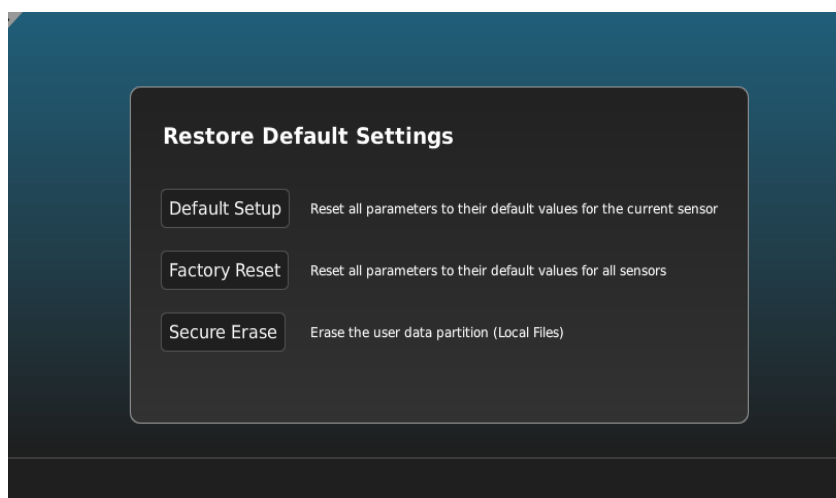 Restore Default Settings
Default Setup Reset all parameters to their default values for the current sensor
Factory Reset Reset all parameters to their default values for all sensors
Secure Erase Erase the user data partition (Local Files)